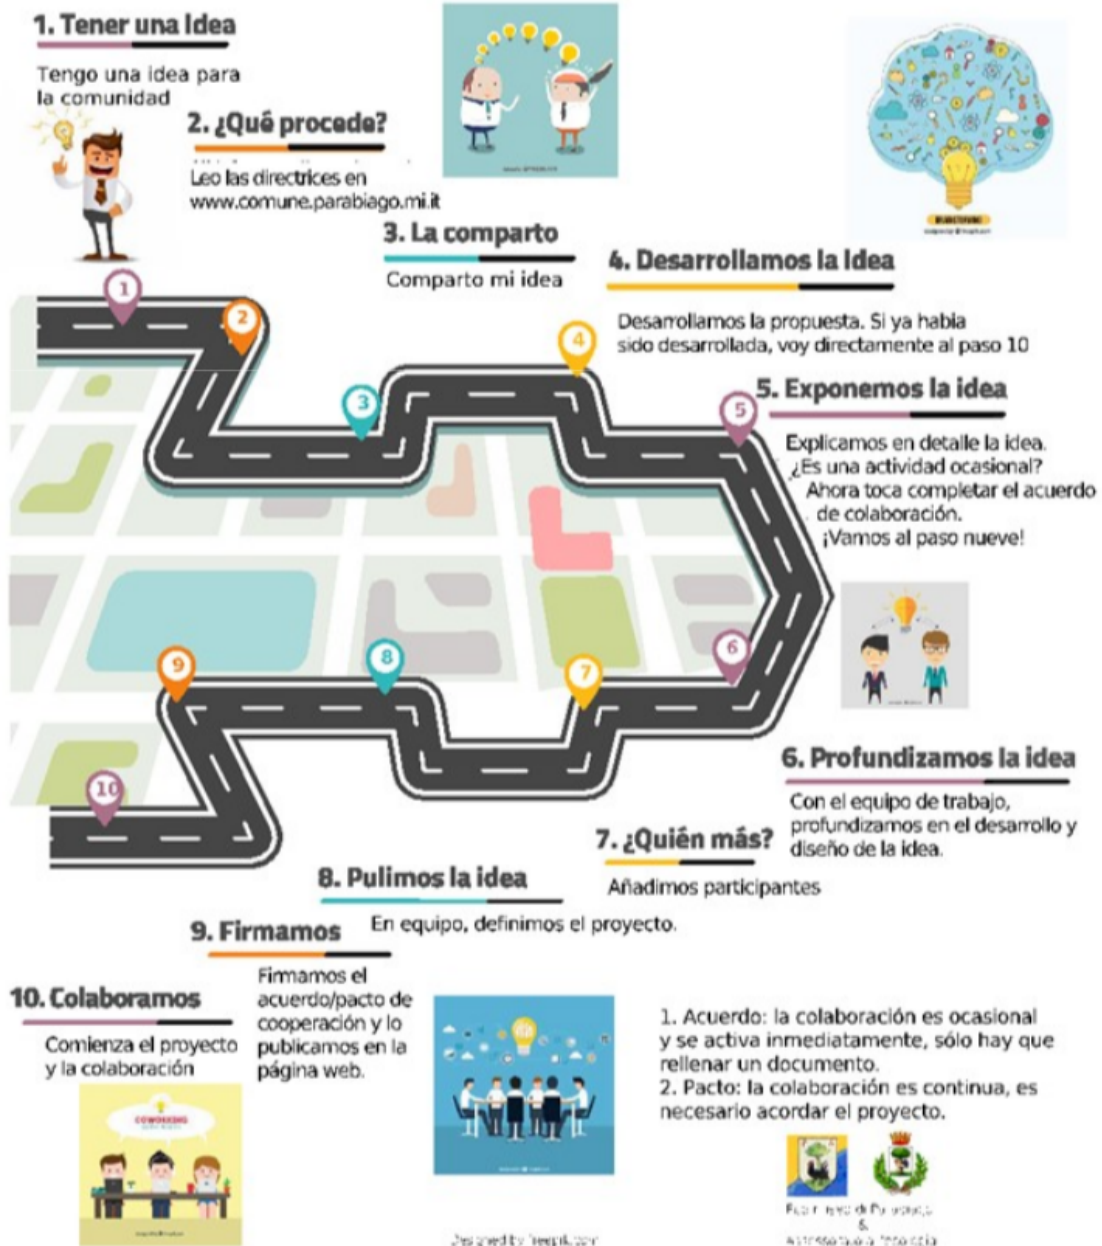 1. Tener una Idea
Tengo una idea para
la comunidad
2. ¿Qué procede?
Leo las directrices en
www.comune.parabiago.mi.it
3. La comparto
Comparto mi idea
4. Desarrollamos la Idea
Desarrollamos la propuesta. Si ya habia
sido desarrollada, voy directamente al paso 10
5. Exponemos la idea
Explicamos en detalle la idea.
¿Es una actividad ocasional?
Ahora toca completar el acuerdo
de colaboración.
¡Vamos al paso nueve!
1
2
3
4
5
6
7
8
9
10
6. Profundizamos la idea
Con el equipo de trabajo,
profundizamos en el desarrollo y
diseño de la idea.
7. ¿Quién más?
Añadimos participantes
8. Pulimos la idea
En equipo, definimos el proyecto.
9. Firmamos
Firmamos el
acuerdo/pacto de
cooperación y lo
publicamos en la
página web.
10. Colaboramos
Comienza el proyecto
y la colaboración
COWORKING
1. Acuerdo: la colaboración es ocasional
y se activa inmediatamente, sólo hay que
rellenar un documento.
2. Pacto: la colaboración es continua, es
necesario acordar el proyecto.
BRAINSTORMING
Designed by freepik.com
&